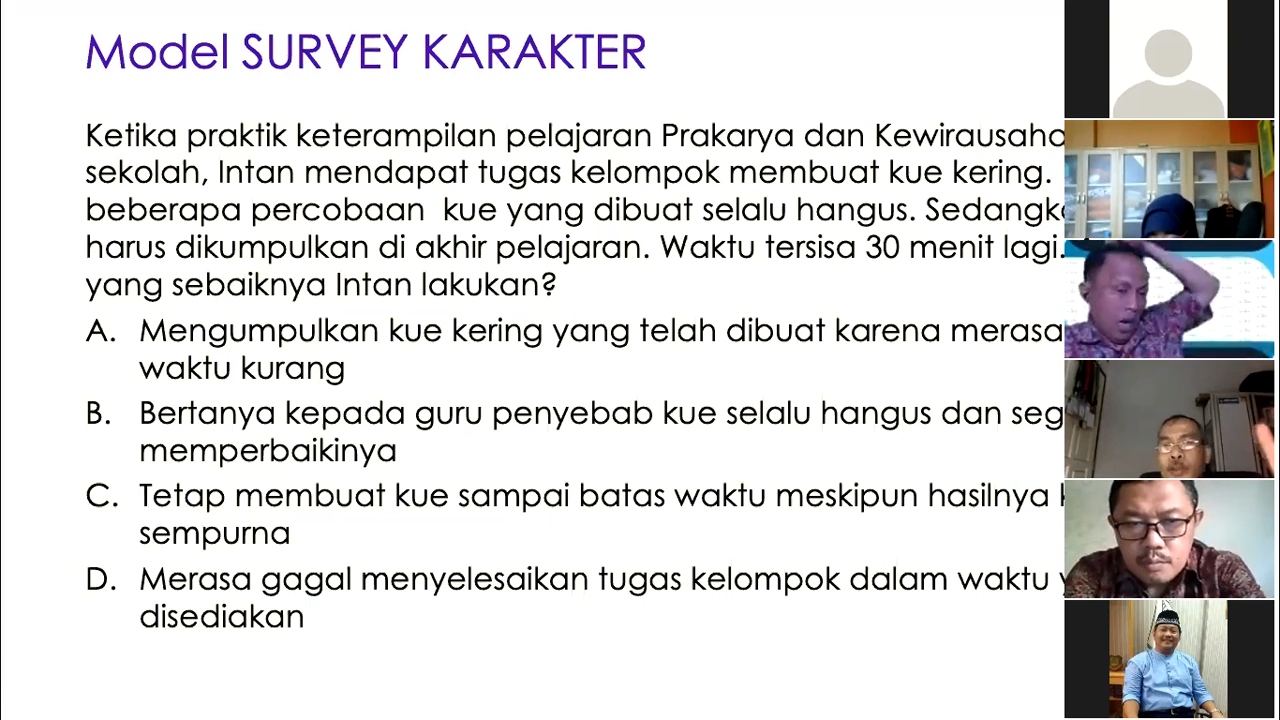 Model SURVEY KARAKTER
Ketika praktik keterampilan pelajaran Prakarya dan
sekolah, Intan mendapat tugas kelompok membuat kue kering.
beberapa percobaan kue yang dibuat selalu hangus.
harus dikumpulkan di akhir pelajaran. Waktu tersisa 30 menit lagi.
yang sebaiknya Intan lakukan?
A. Mengumpulkan kue kering yang telah dibuat karena merasa
waktu kurang
B. Bertanya kepada guru penyebab kue selalu hangus dan
memperbaikinya
C. Tetap membuat kue sampai batas waktu meskipun hasilnya
sempurna
D. Merasa gagal menyelesaikan tugas kelompok dalam waktu
disediakan